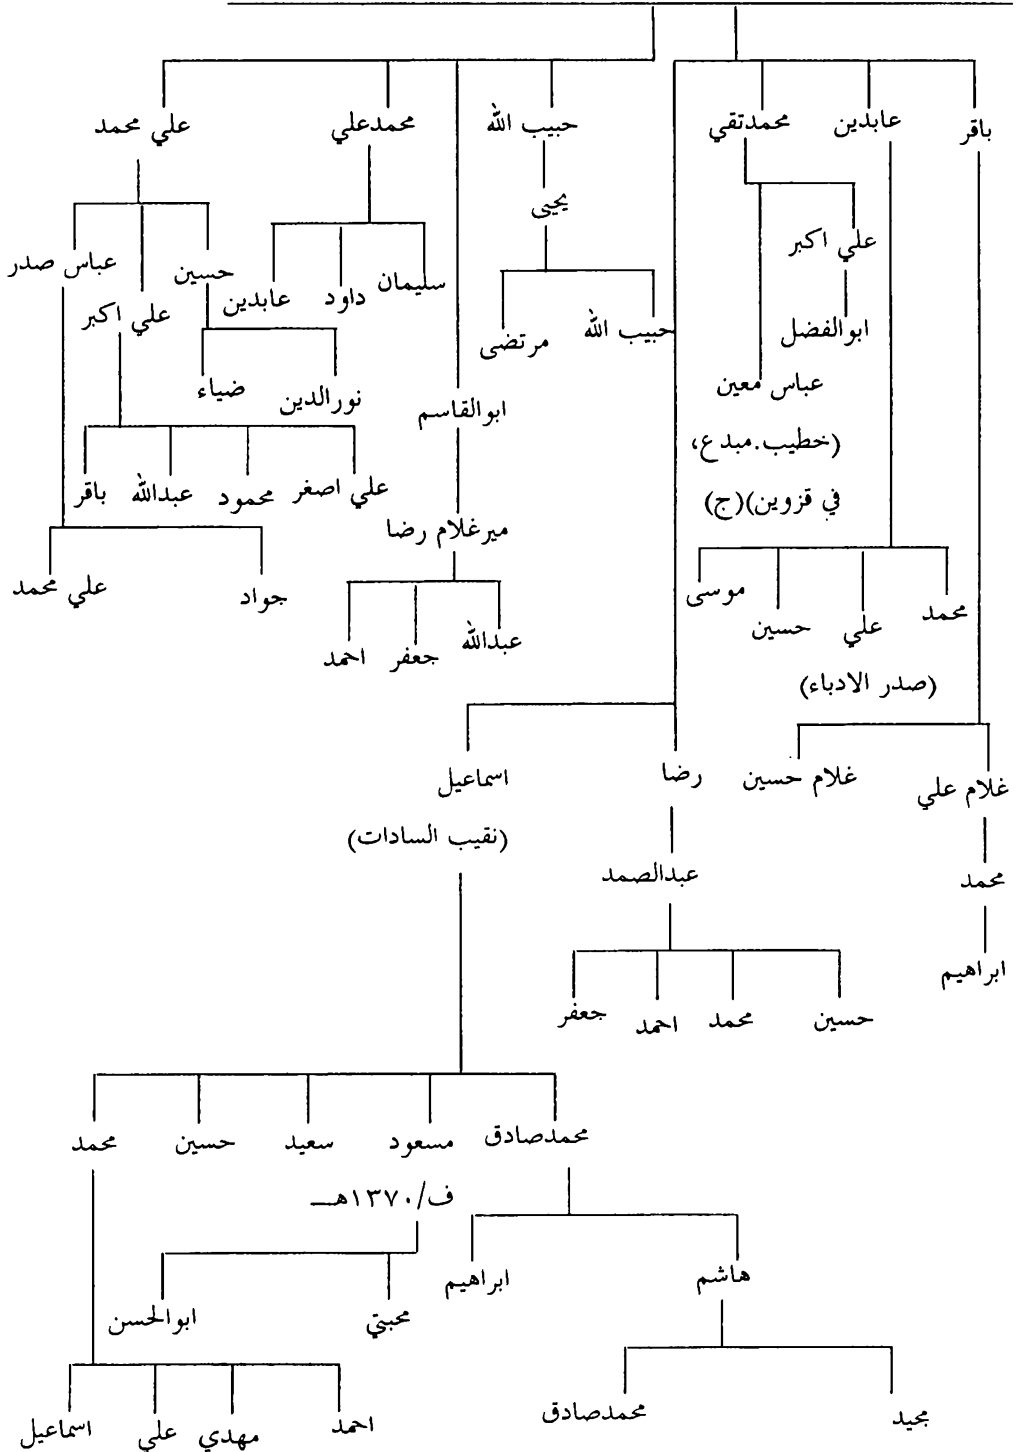 باقر
عابدين
محمدتقي
حبيب الله
محمدعلي
علي محمد
يحيى
علي اكبر
حسين
عباس صدر
سليمان
داود
عابدين
علي اكبر
ابوالفضل
حبيب الله
مرتضى
عباس معين
(خطيب.مبدع،
في قزوين)(ج)
نورالدين
ضياء
ابوالقاسم
علي اصغر
محمود
عبدالله
باقر
ميرغلام رضا
جواد
علي محمد
محمد
علي
حسين
موسى
(صدر الادباء)
عبدالله
جعفر
احمد
غلام علي
غلام حسين
رضا
اسماعيل
(نقيب السادات)
محمد
عبدالصمد
ابراهيم
حسين
محمد
احمد
جعفر
محمدصادق
مسعود
سعيد
حسين
محمد
ف/١٣٧٠هـ
هاشم
ابراهيم
محبتي
ابوالحسن
مجيد
محمدصادق
احمد
مهدي
علي
اسماعيل